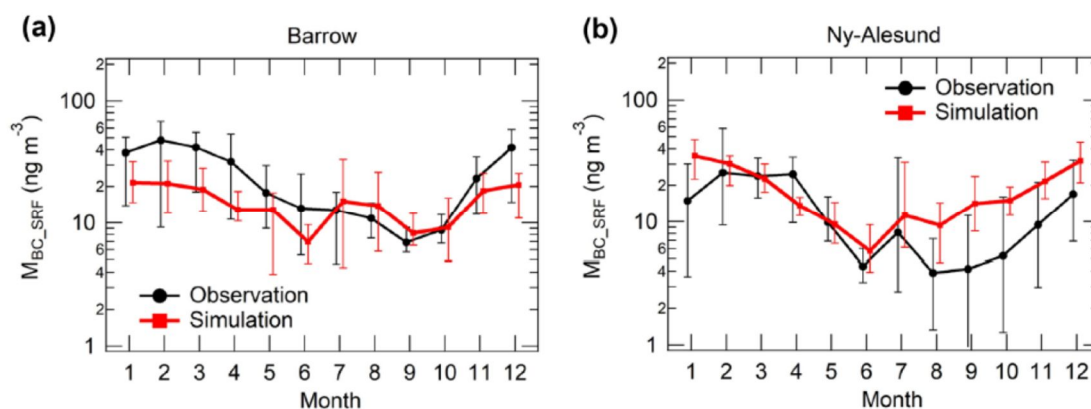 (a)
Barrow
M_BC_SRF (ng m⁻³)
2
100
6
4
2
10
6
4
2
1
Observation
Simulation
1 2 3 4 5 6 7 8 9 10 11 12
Month
(b)
Ny-Alesund
M_BC_SRF (ng m⁻³)
2
100
6
4
2
10
6
4
2
1
Observation
Simulation
1 2 3 4 5 6 7 8 9 10 11 12
Month